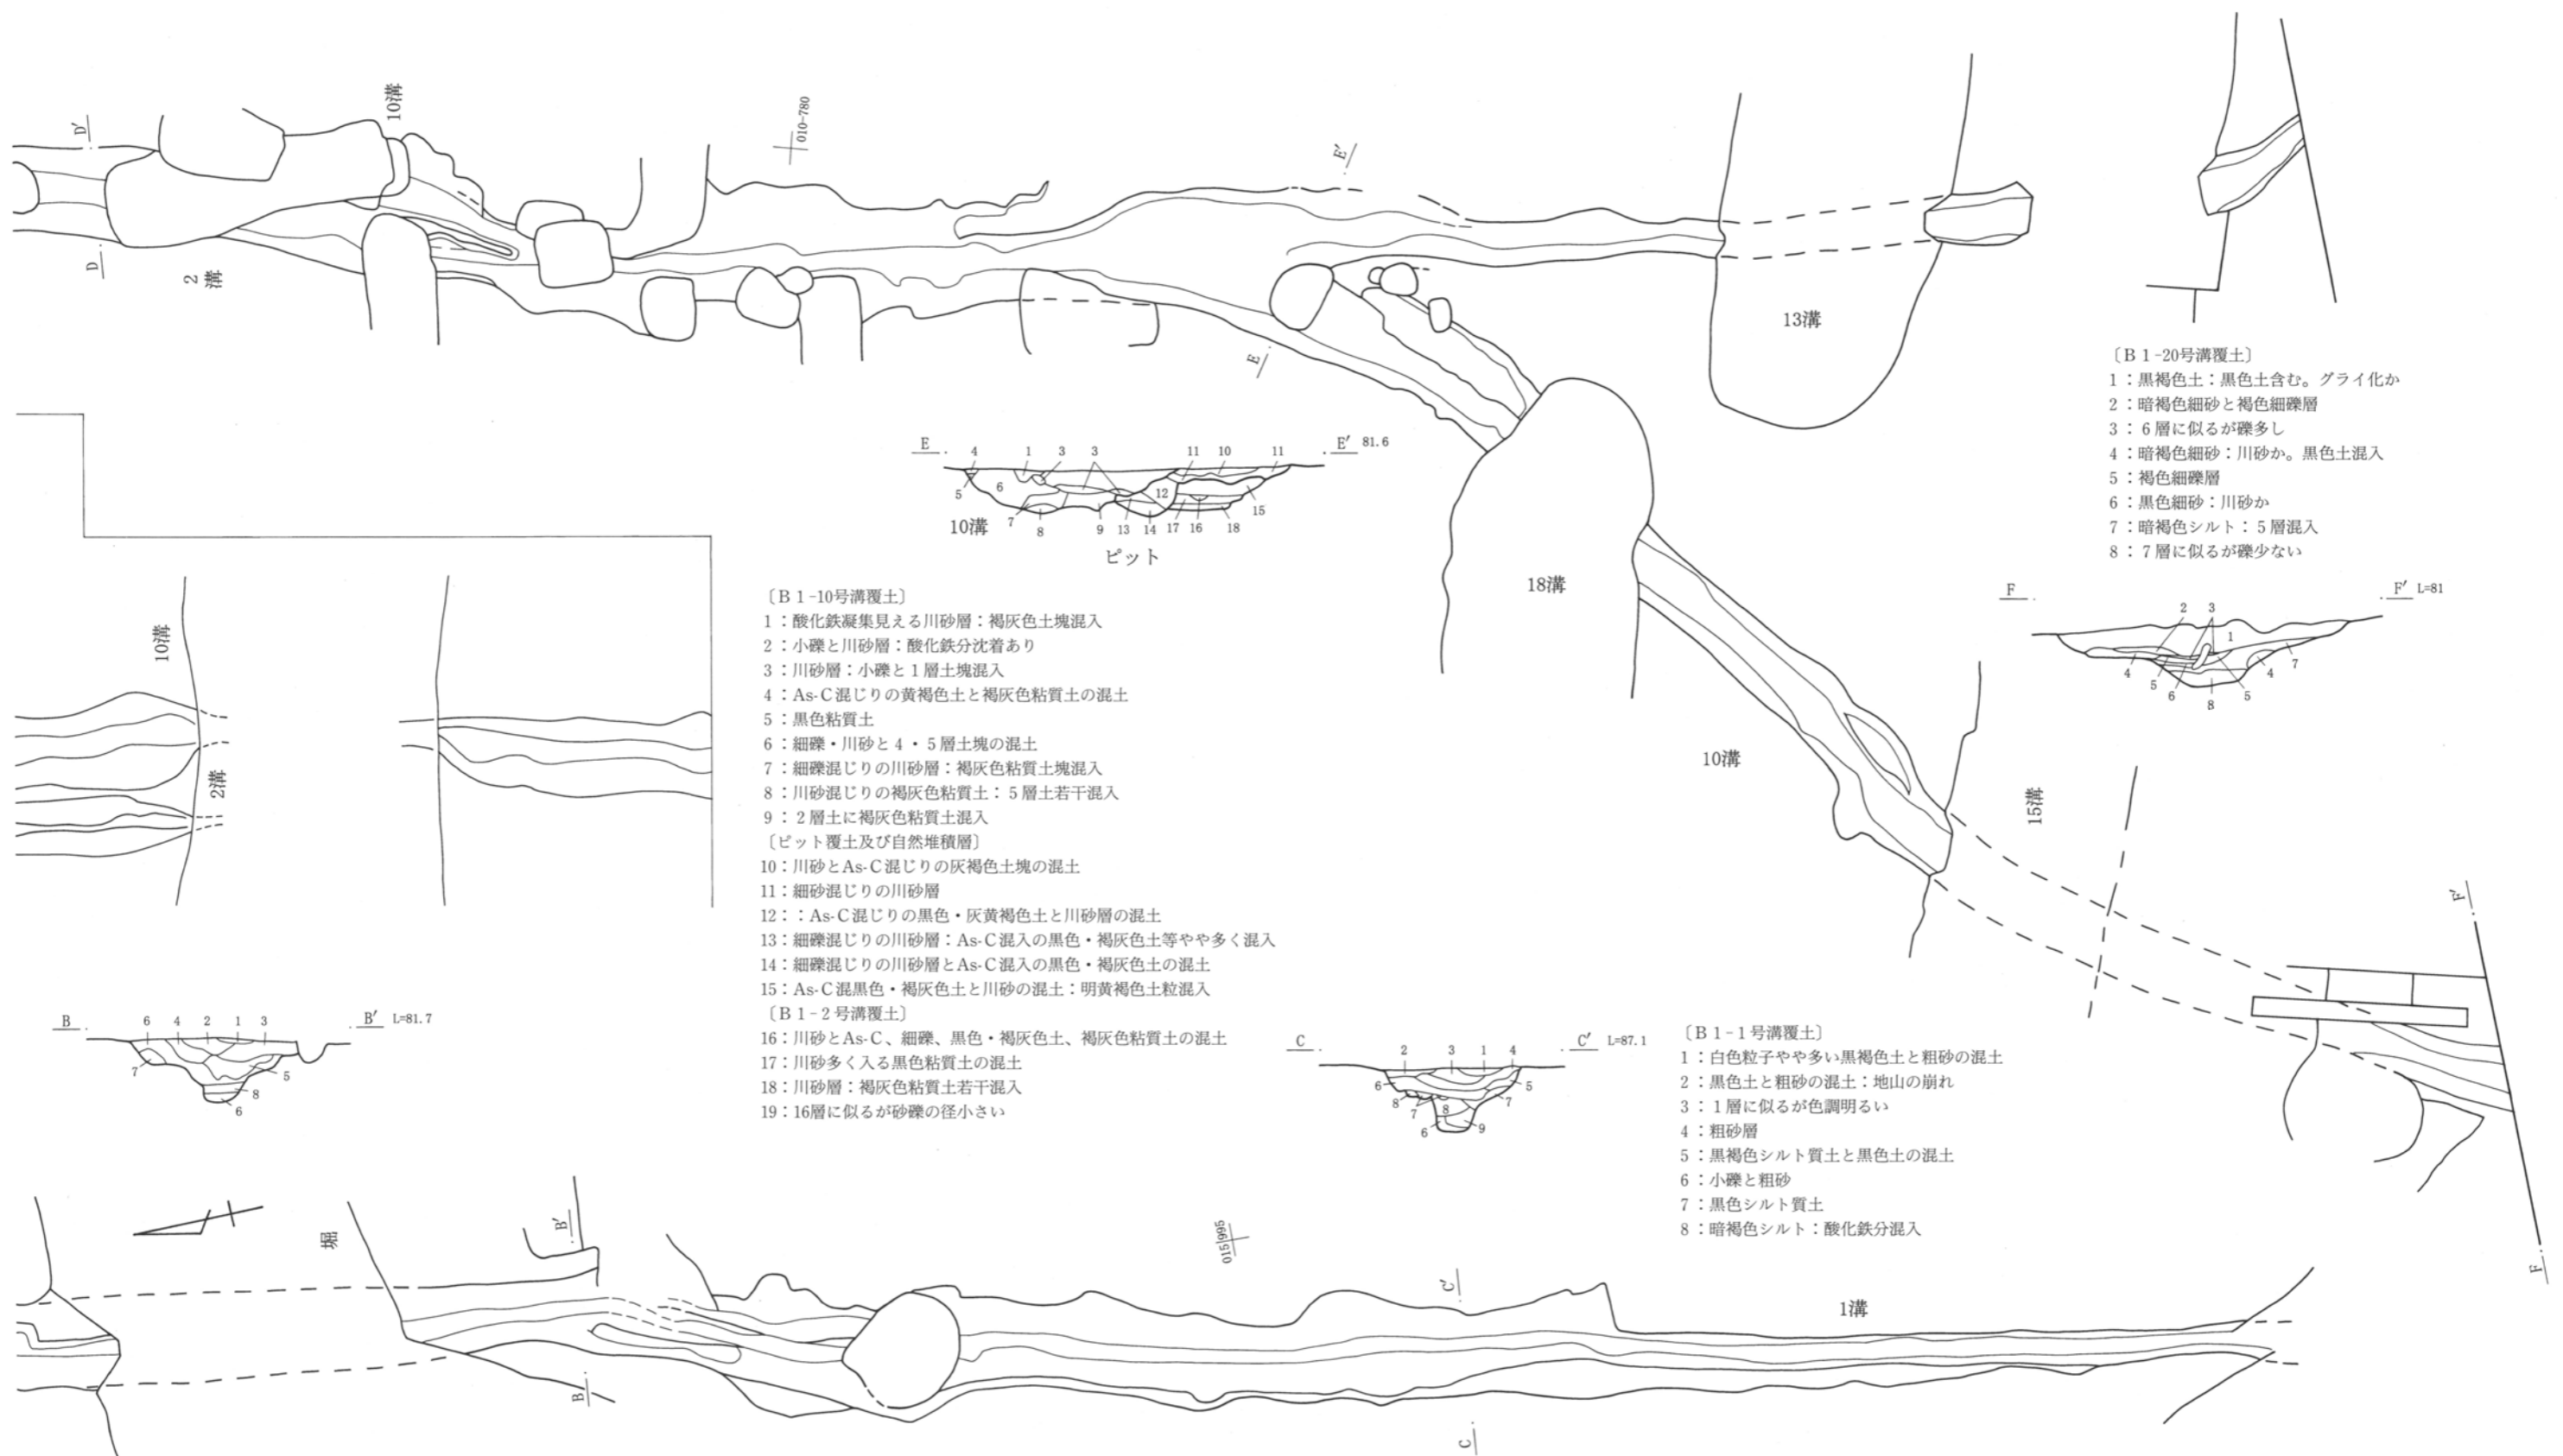 10溝
D′
010-780
E′
D
2溝
E
13溝
〔B１-20号溝覆土〕
1：黒褐色土：黒色土含む。グライ化か
2：暗褐色細砂と褐色細礫層
3：6層に似るが礫多し
4：暗褐色細砂：川砂か。黒色土混入
5：褐色細礫層
6：黒色細砂：川砂か
7：暗褐色シルト：5層混入
8：7層に似るが礫少ない
E E′ 81.6
4 1 3 3 11 10 11
6 12
5 15
7 8 9 13 14 17 16 18
10溝
ピット
18溝
F F′ L=81
2 3
1
4 5 6 8 5 4 7
10溝
2溝
〔B１-10号溝覆土〕
1：酸化鉄凝集見える川砂層：褐灰色土塊混入
2：小礫と川砂層：酸化鉄分沈着あり
3：川砂層：小礫と1層土塊混入
4：As-C混じりの黄褐色土と褐灰色粘質土の混土
5：黒色粘質土
6：細礫・川砂と4・5層土塊の混土
7：細礫混じりの川砂層：褐灰色粘質土塊混入
8：川砂混じりの褐灰色粘質土：5層土若干混入
9：2層土に褐灰色粘質土混入
〔ピット覆土及び自然堆積層〕
10：川砂とAs-C混じりの灰褐色土塊の混土
11：細砂混じりの川砂層
12：：As-C混じりの黒色・灰黄褐色土と川砂層の混土
13：細礫混じりの川砂層：As-C混入の黒色・褐灰色土等やや多く混入
14：細礫混じりの川砂層とAs-C混入の黒色・褐灰色土の混土
15：As-C混黒色・褐灰色土と川砂の混土：明黄褐色土粒混入
〔B１-２号溝覆土〕
16：川砂とAs-C、細礫、黒色・褐灰色土、褐灰色粘質土の混土
17：川砂多く入る黒色粘質土の混土
18：川砂層：褐灰色粘質土若干混入
19：16層に似るが砂礫の径小さい
10溝
15溝
F′
F
B B′ L=81.7
6 4 2 1 3
7 5
8
6
C C′ L=87.1
2 3 1 4
6 5
8 7 8 7
6 9
〔B１-１号溝覆土〕
1：白色粒子やや多い黒褐色土と粗砂の混土
2：黒色土と粗砂の混土：地山の崩れ
3：1層に似るが色調明るい
4：粗砂層
5：黒褐色シルト質土と黒色土の混土
6：小礫と粗砂
7：黒色シルト質土
8：暗褐色シルト：酸化鉄分混入
堀
B′
015|995
C′
1溝
B
C